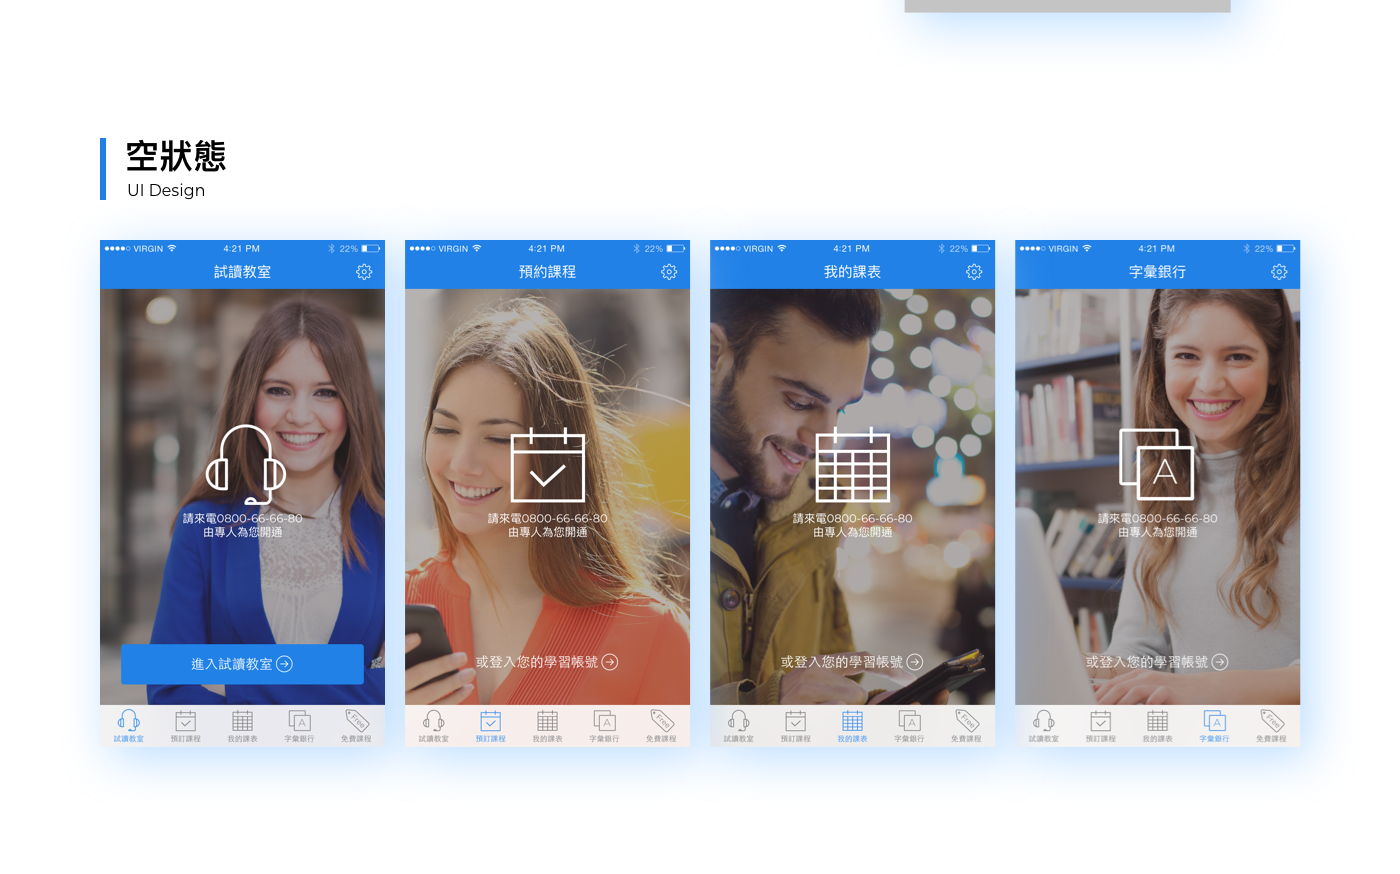 空狀態
UI Design
VIRGIN 4:21 PM 22%
試讀教室
請來電0800-66-66-80
由專人為您開通
進入試讀教室
試讀教室 預訂課程 我的課表 字彙銀行 免費課程
VIRGIN 4:21 PM 22%
預約課程
請來電0800-66-66-80
由專人為您開通
或登入您的學習帳號
試讀教室 預訂課程 我的課表 字彙銀行 免費課程
VIRGIN 4:21 PM 22%
我的課表
請來電0800-66-66-80
由專人為您開通
或登入您的學習帳號
試讀教室 預訂課程 我的課表 字彙銀行 免費課程
VIRGIN 4:21 PM 22%
字彙銀行
A
請來電0800-66-66-80
由專人為您開通
或登入您的學習帳號
試讀教室 預訂課程 我的課表 字彙銀行 免費課程